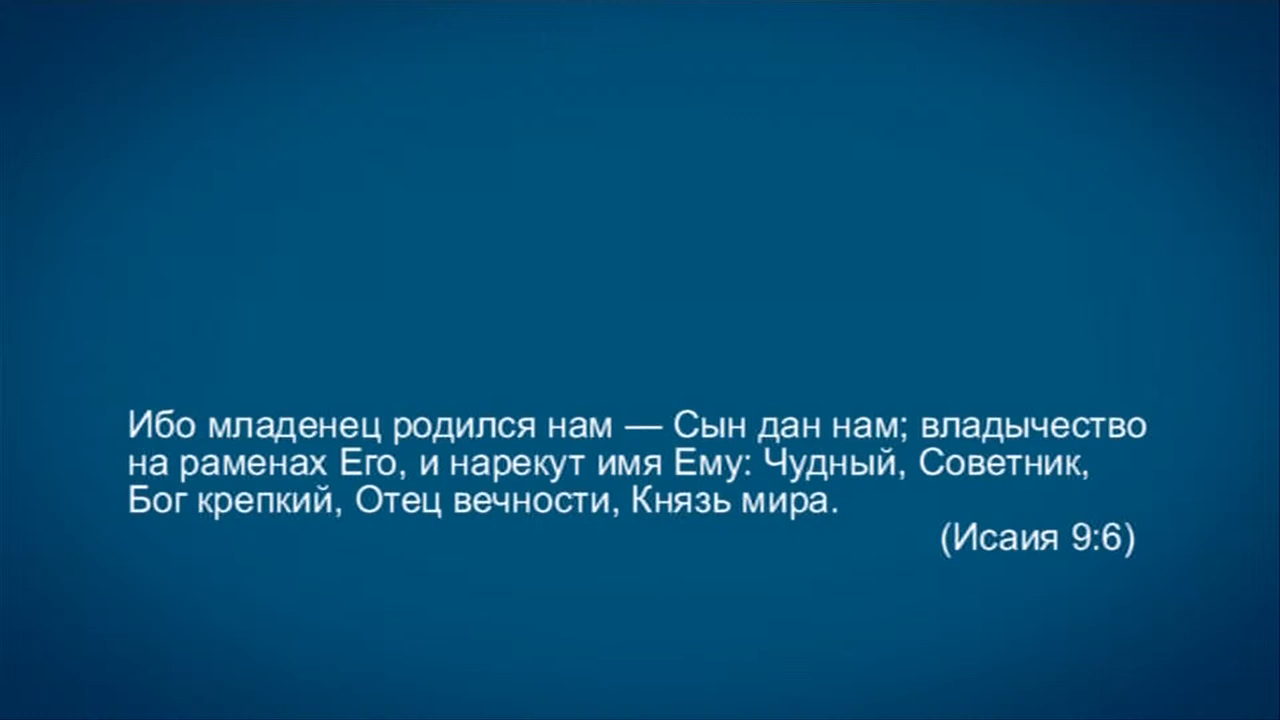 Ибо младенец родился нам — Сын дан нам; владычество
на раменах Его, и нарекут имя Ему: Чудный, Советник,
Бог крепкий, Отец вечности, Князь мира.
(Исаия 9:6)